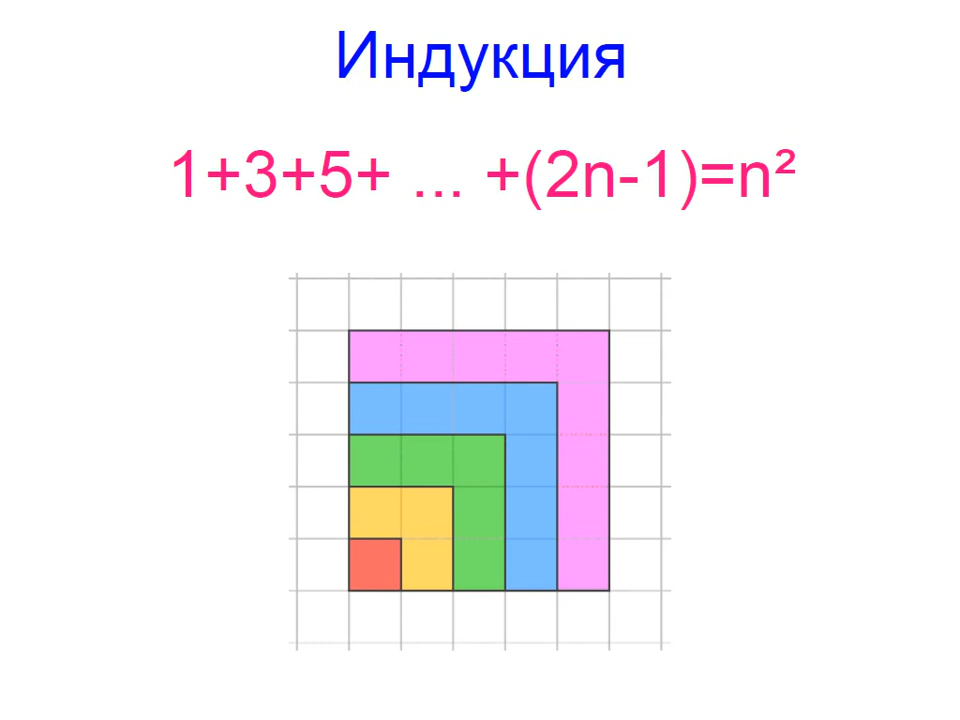 Индукция
1+3+5+ ... +(2n-1)=n²